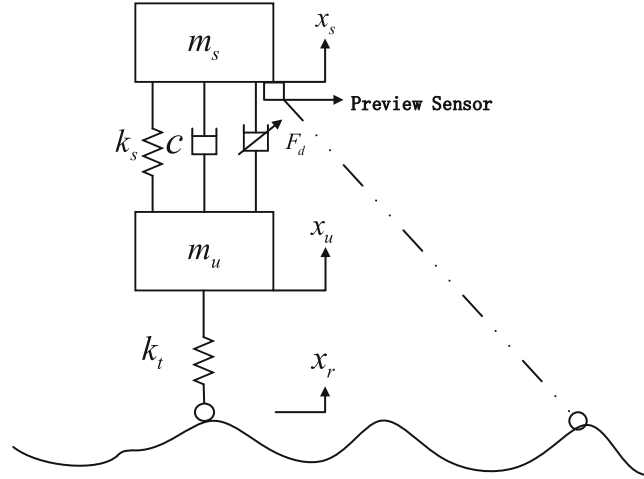 m_s
x_s
Preview Sensor
k_s
c
F_d
m_u
x_u
k_t
x_r